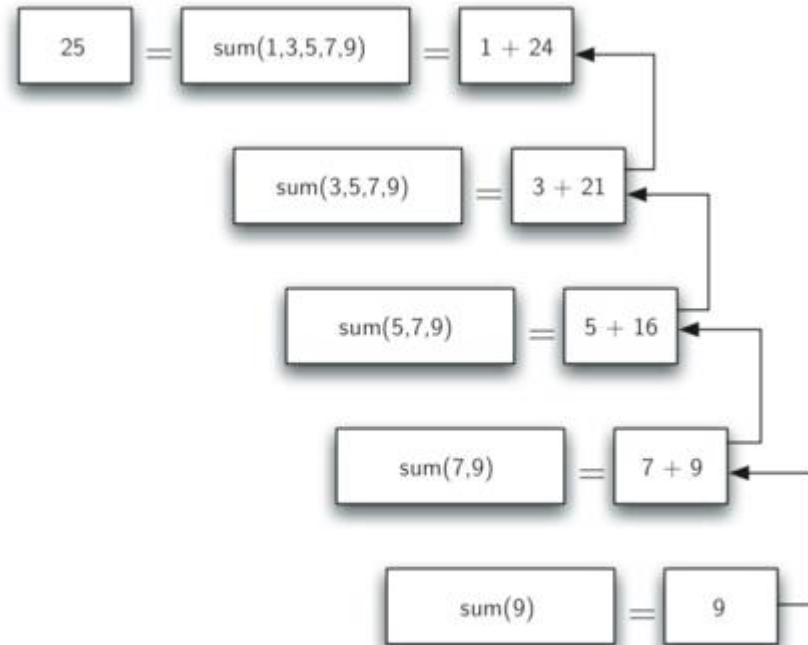 25 = sum(1,3,5,7,9) = 1 + 24
sum(3,5,7,9) = 3 + 21
sum(5,7,9) = 5 + 16
sum(7,9) = 7 + 9
sum(9) = 9